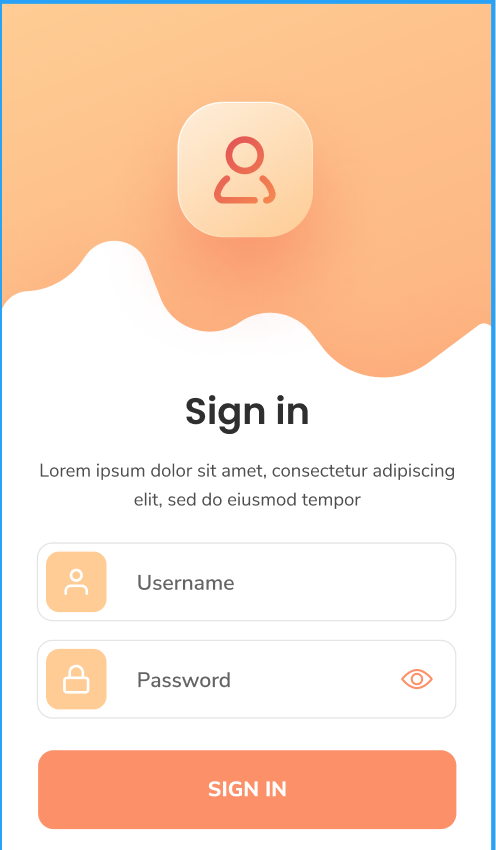 Sign in
Lorem ipsum dolor sit amet, consectetur adipiscing
elit, sed do eiusmod tempor
Username
Password
SIGN IN